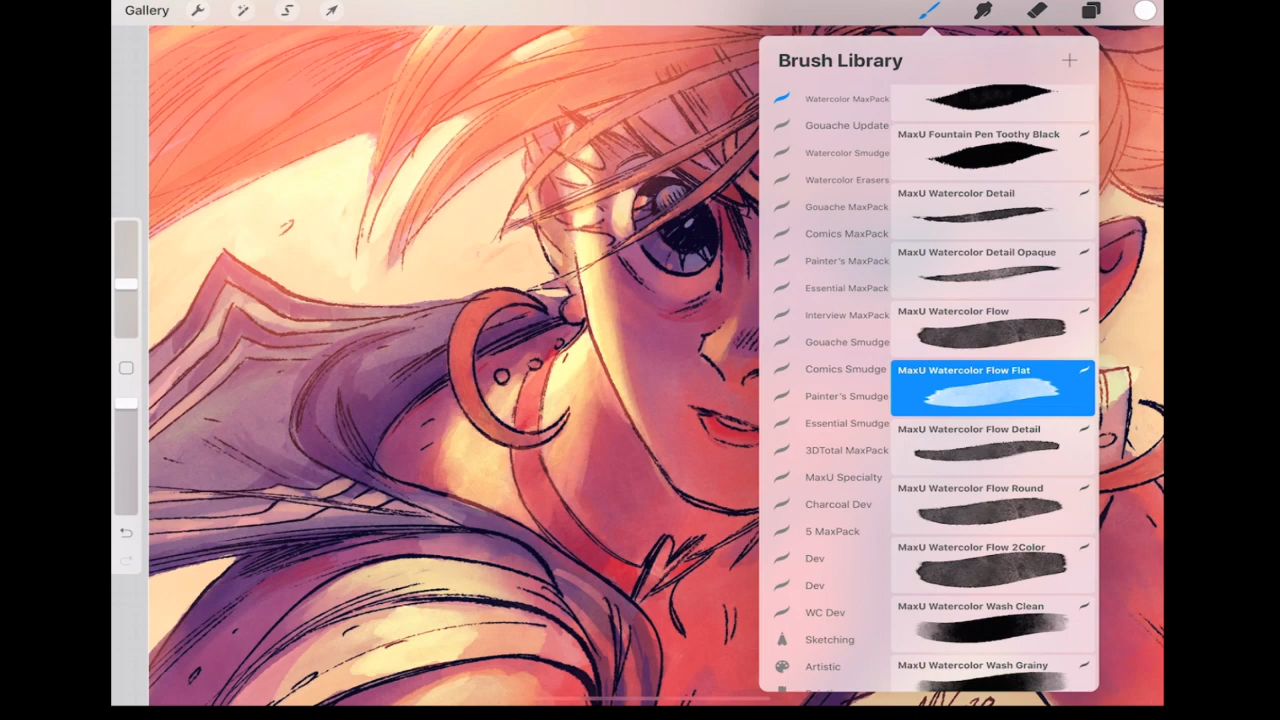 Gallery
Brush Library
Watercolor MaxPack
Gouache Update
Watercolor Smudge
Watercolor Erasers
Gouache MaxPack
Comics MaxPack
Painter's MaxPack
Essential MaxPack
Interview MaxPack
Gouache Smudge
Comics Smudge
Painter's Smudge
Essential Smudge
3DTotal MaxPack
MaxU Specialty
Charcoal Dev
5 MaxPack
Dev
Dev
WC Dev
Sketching
Artistic
MaxU Fountain Pen Toothy Black
MaxU Watercolor Detail
MaxU Watercolor Detail Opaque
MaxU Watercolor Flow
MaxU Watercolor Flow Flat
MaxU Watercolor Flow Detail
MaxU Watercolor Flow Round
MaxU Watercolor Flow 2Color
MaxU Watercolor Wash Clean
MaxU Watercolor Wash Grainy